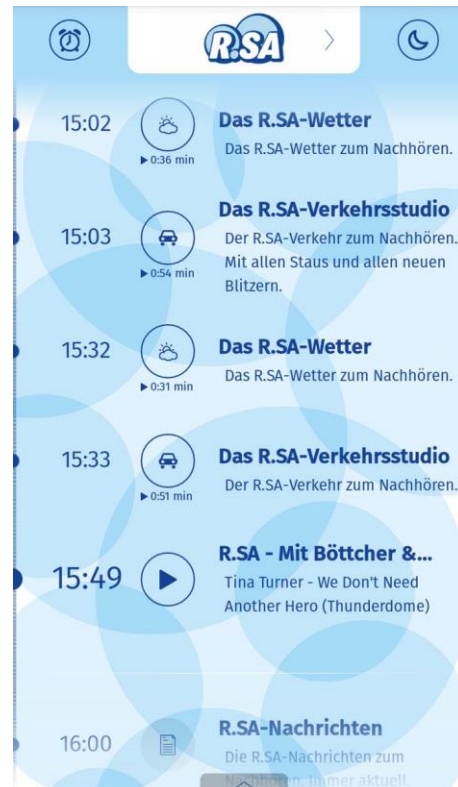 R.SA
15:02
Das R.SA-Wetter
Das R.SA-Wetter zum Nachhören.
0:36 min
15:03
Das R.SA-Verkehrsstudio
Der R.SA-Verkehr zum Nachhören.
Mit allen Staus und allen neuen
Blitzern.
0:54 min
15:32
Das R.SA-Wetter
Das R.SA-Wetter zum Nachhören.
0:31 min
15:33
Das R.SA-Verkehrsstudio
Der R.SA-Verkehr zum Nachhören.
0:51 min
15:49
R.SA - Mit Böttcher &...
Tina Turner - We Don't Need
Another Hero (Thunderdome)
16:00
R.SA-Nachrichten
Die R.SA-Nachrichten zum
Nachhören. Immer aktuell.